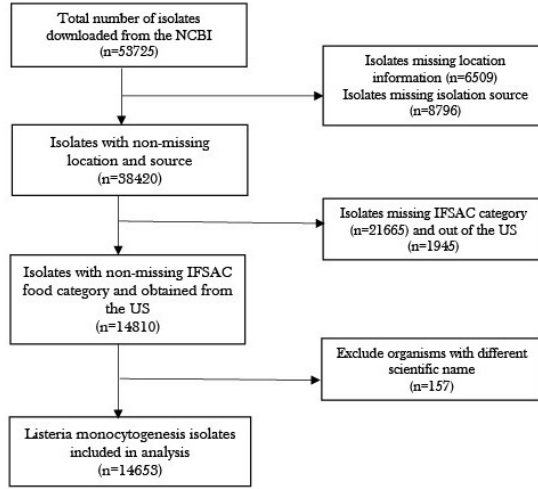 Total number of isolates
downloaded from the NCBI
(n=53725)
Isolates missing location
information (n=6509)
Isolates missing isolation source
(n=8796)
Isolates with non-missing
location and source
(n=38420)
Isolates missing IFSAC category
(n=21665) and out of the US
(n=1945)
Isolates with non-missing IFSAC
food category and obtained from
the US
(n=14810)
Exclude organisms with different
scientific name
(n=157)
Listeria monocytogenesis isolates
included in analysis
(n=14653)